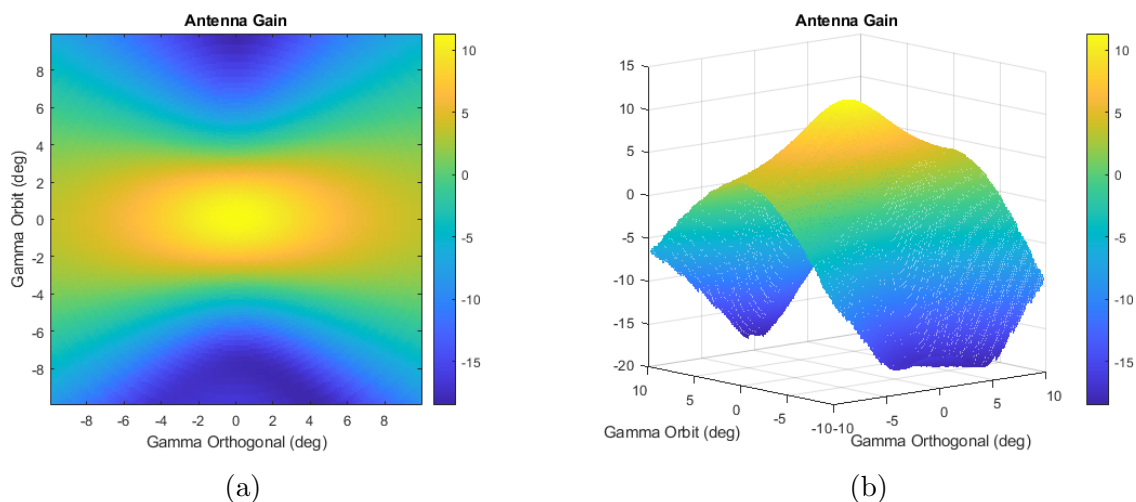 Antenna Gain
8
6
4
2
0
-2
-4
-6
-8
Gamma Orbit (deg)
-8 -6 -4 -2 0 2 4 6 8
Gamma Orthogonal (deg)
10
5
0
-5
-10
-15
(a)
Antenna Gain
15
10
5
0
-5
-10
-15
-20
10 5 0 -5 -10
Gamma Orbit (deg)
-10 -5 0 5 10
Gamma Orthogonal (deg)
10
5
0
-5
-10
-15
(b)